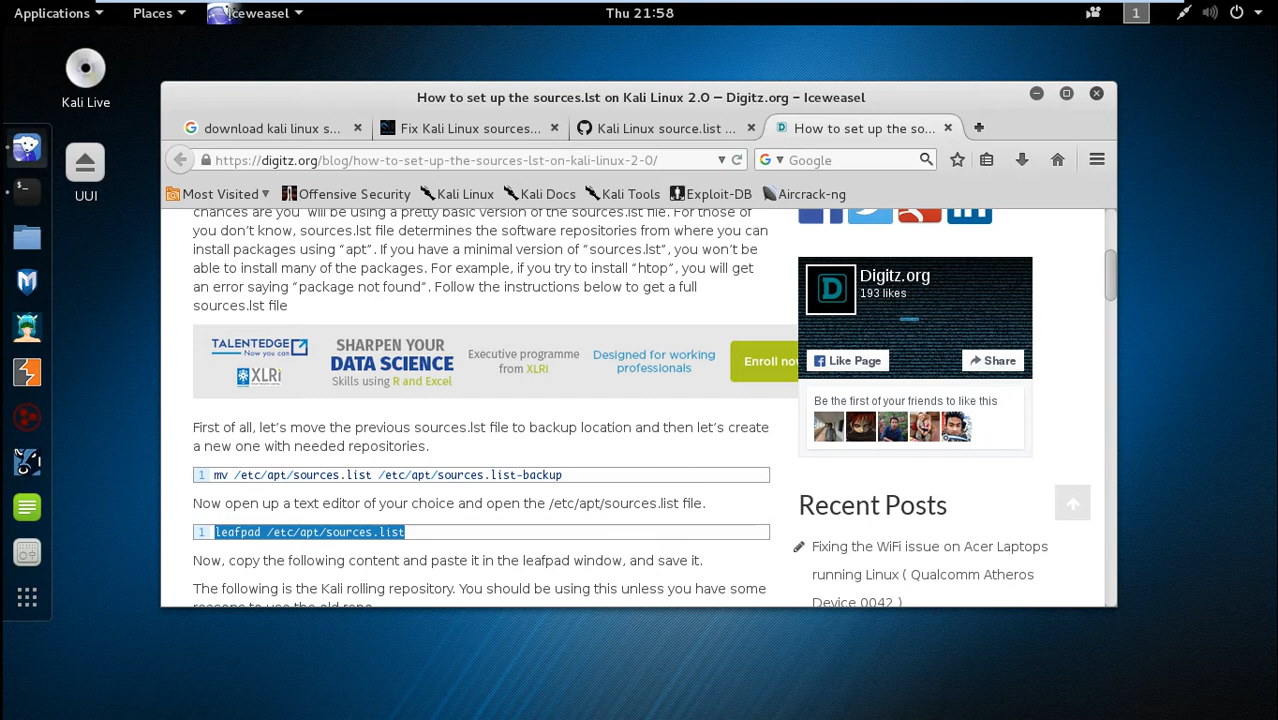 Applications
Places
Iceweasel
Thu 21:58
1
Kali Live
UUI
How to set up the sources.lst on Kali Linux 2.0 — Digitz.org - Iceweasel
download kali linux s...
Fix Kali Linux sources...
Kali Linux source.list ...
How to set up the so...
https://digitz.org/blog/how-to-set-up-the-sources-lst-on-kali-linux-2-0/
Google
Most Visited
Offensive Security
Kali Linux
Kali Docs
Kali Tools
Exploit-DB
Aircrack-ng
chances are you will be using a pretty basic version of the sources.lst file. For those of
you don't know, sources.lst file determines the software repositories from where you can
install packages using “apt”. If you have a minimal version of “sources.lst”, you won't be
able to install many of the packages. For example, if you try to install “htop”, you will get
an error saying “package not found”. Follow the instructions below to get a full
sources.lst file.
TALENTEDGE
Now you can
XLRI
SHARPEN YOUR
DATA SCIENCE
Skills using R and Excel
Executive programme
from XLRI
Designed for working
professionals
Enroll now
First of all, let's move the previous sources.lst file to backup location and then let's create
a new one with needed repositories.
1 mv /etc/apt/sources.list /etc/apt/sources.list-backup
Now open up a text editor of your choice and open the /etc/apt/sources.list file.
1 leafpad /etc/apt/sources.list
Now, copy the following content and paste it in the leafpad window, and save it.
The following is the Kali rolling repository. You should be using this unless you have some
reasons to use the old repo.
Digitz.org
193 likes
Like Page
Share
Be the first of your friends to like this
Recent Posts
Fixing the WiFi issue on Acer Laptops
running Linux ( Qualcomm Atheros
Device 0042 )